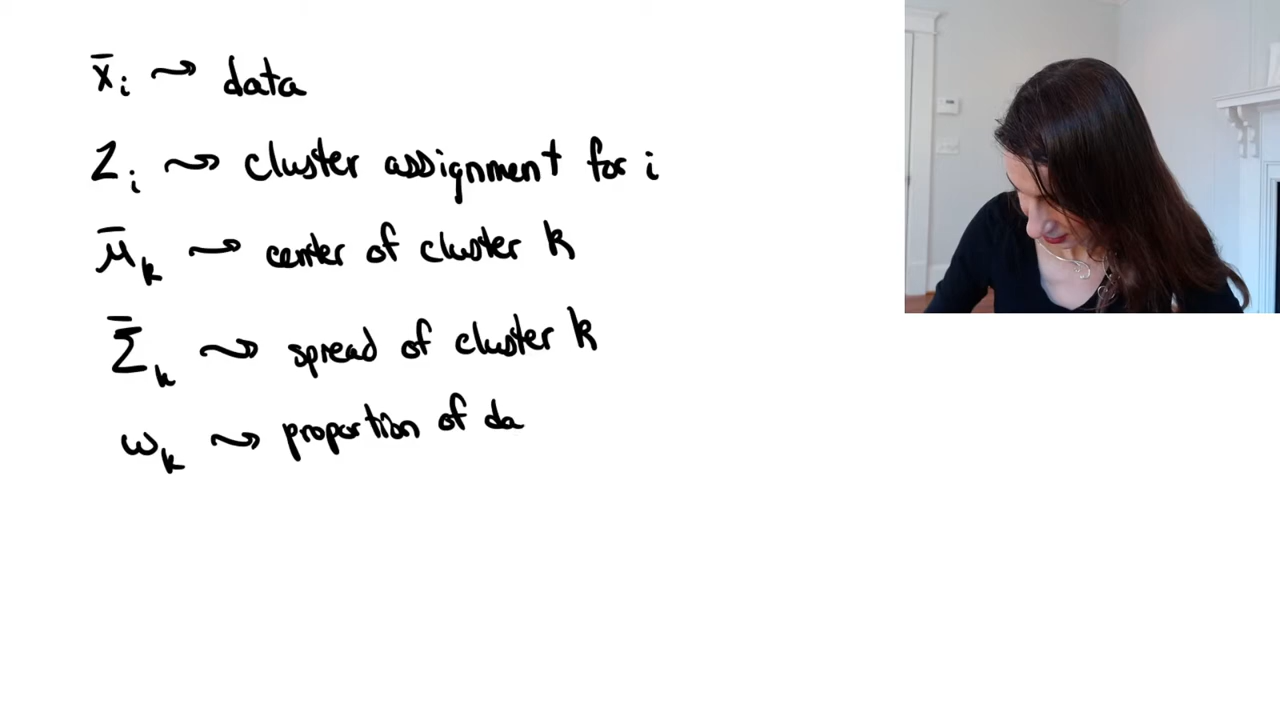 x̄ᵢ ⤳ data
zᵢ ⤳ cluster assignment for i
μ̄ₖ ⤳ center of cluster k
Σ̄ₖ ⤳ spread of cluster k
ωₖ ⤳ proportion of da